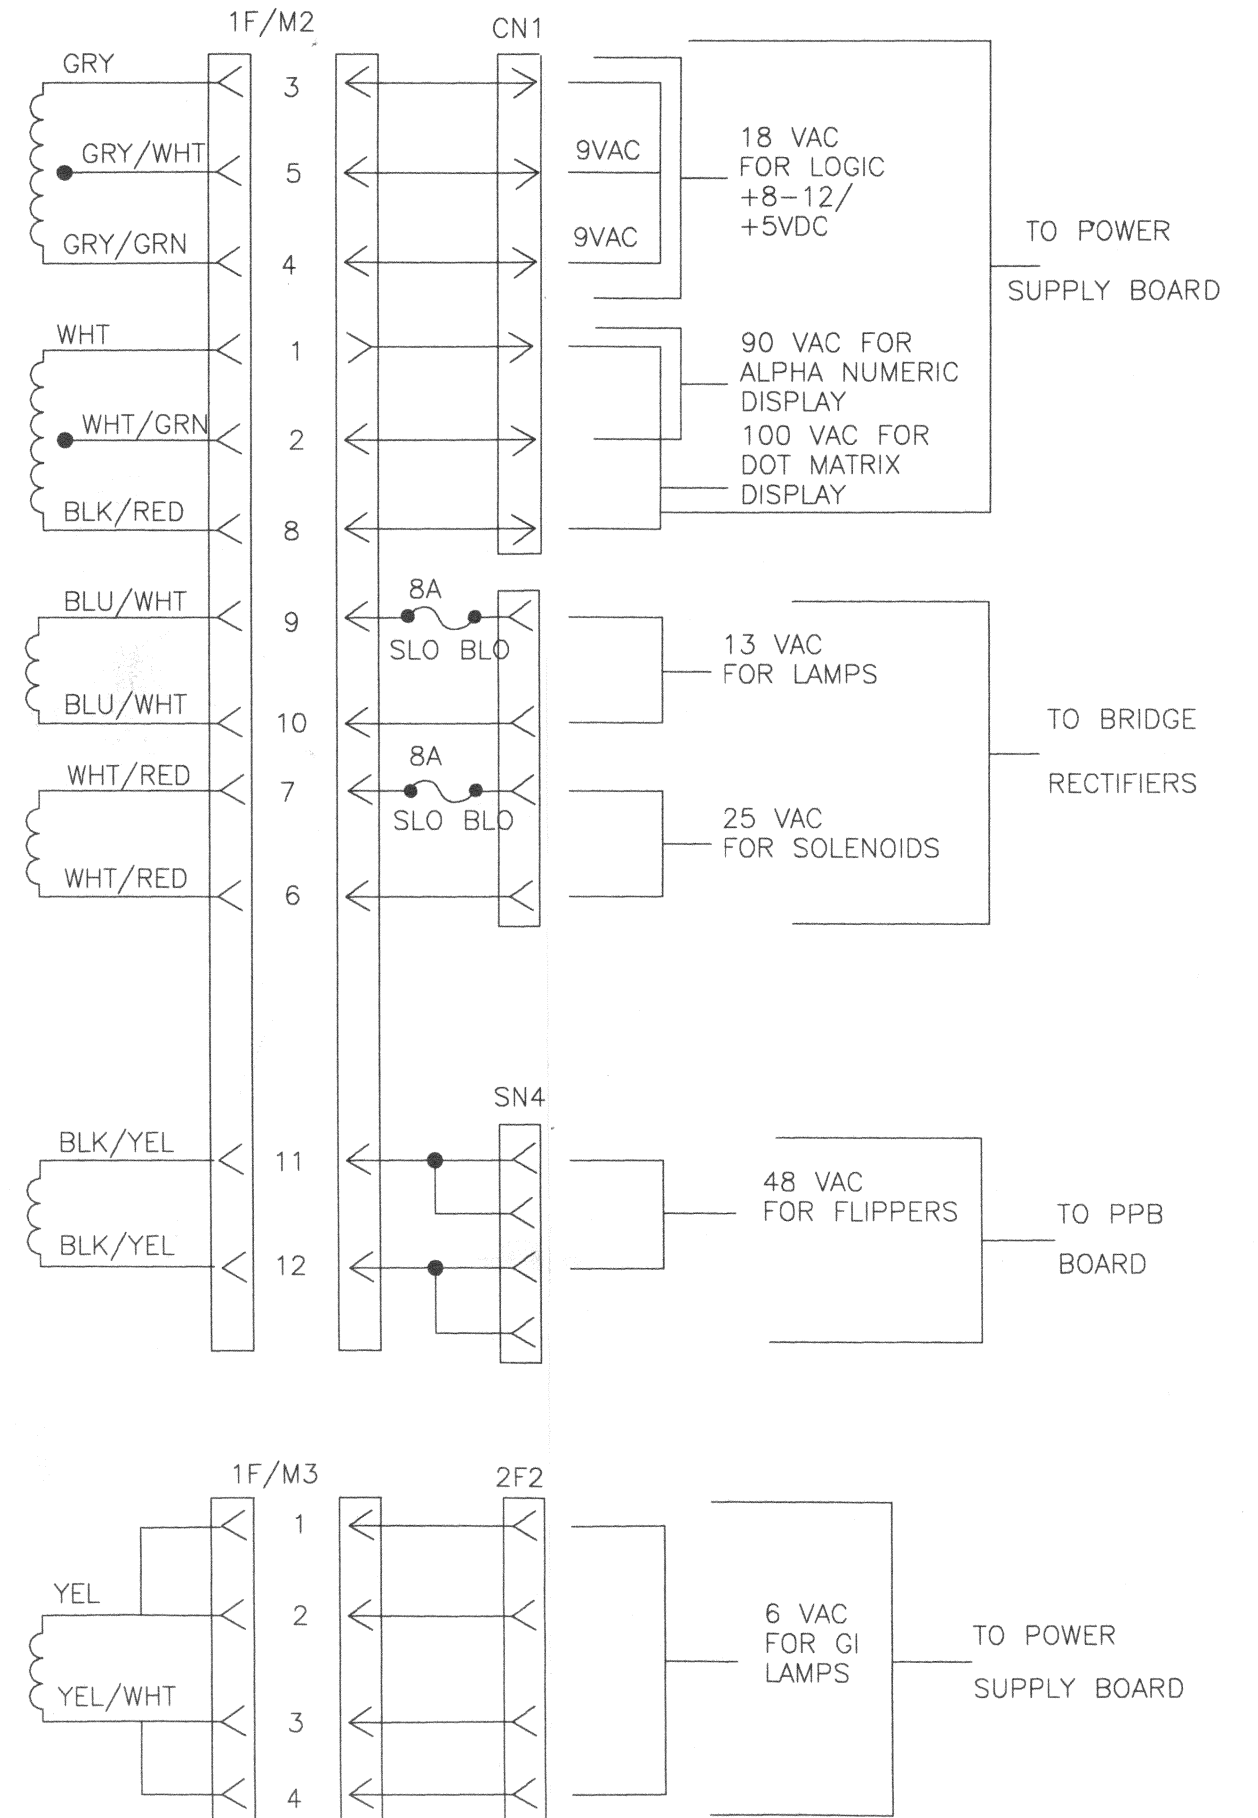 1F/M2
CN1
GRY
3
GRY/WHT
5
9VAC
GRY/GRN
4
9VAC
18 VAC
FOR LOGIC
+8-12/
+5VDC
TO POWER
SUPPLY BOARD
WHT
1
WHT/GRN
2
BLK/RED
8
90 VAC FOR
ALPHA NUMERIC
DISPLAY
100 VAC FOR
DOT MATRIX
DISPLAY
BLU/WHT
9
8A
SLO BLO
BLU/WHT
10
13 VAC
FOR LAMPS
WHT/RED
7
8A
SLO BLO
WHT/RED
6
25 VAC
FOR SOLENOIDS
TO BRIDGE
RECTIFIERS
SN4
BLK/YEL
11
BLK/YEL
12
48 VAC
FOR FLIPPERS
TO PPB
BOARD
1F/M3
2F2
1
YEL
2
YEL/WHT
3
4
6 VAC
FOR GI
LAMPS
TO POWER
SUPPLY BOARD